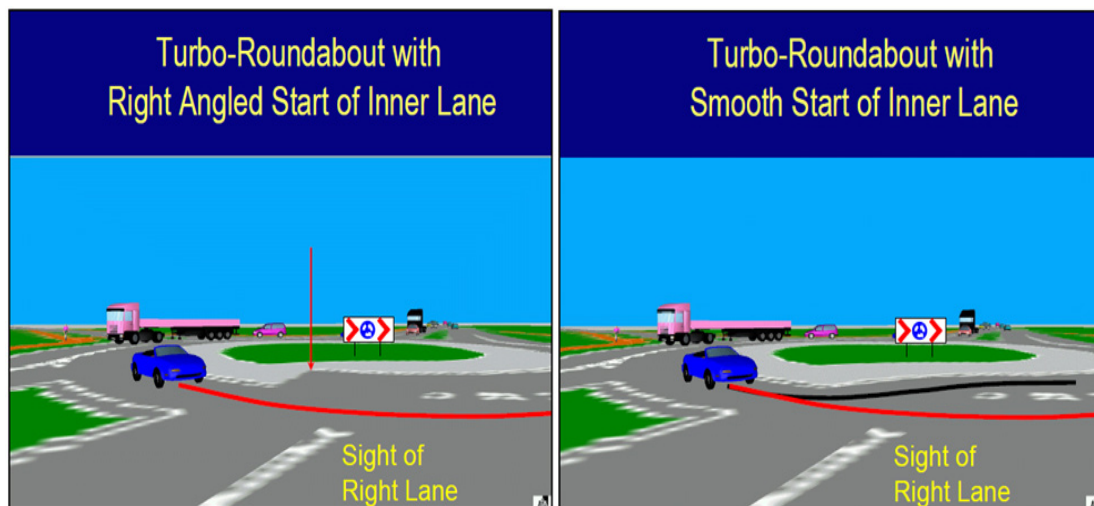 Turbo-Roundabout with
Right Angled Start of Inner Lane
Sight of
Right Lane
Turbo-Roundabout with
Smooth Start of Inner Lane
Sight of
Right Lane